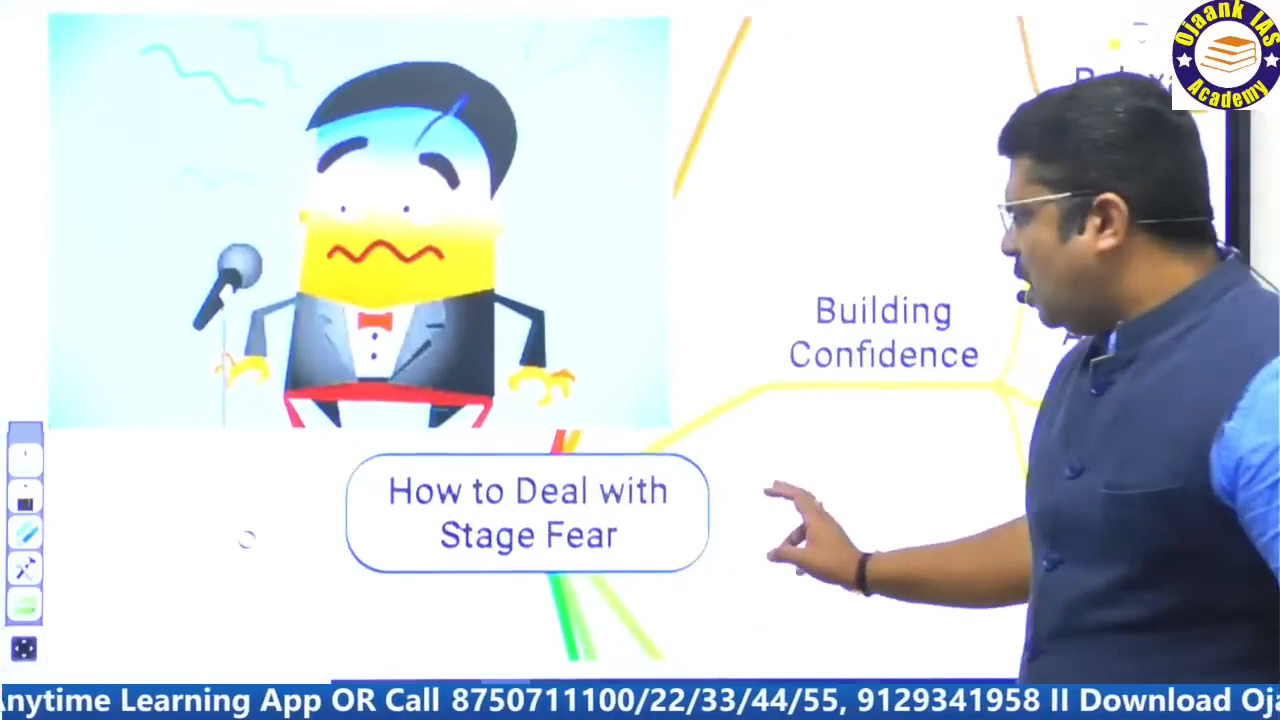 Ojaank IAS
Academy
Building
Confidence
How to Deal with
Stage Fear
nytime Learning App OR Call 8750711100/22/33/44/55, 9129341958 II Download Oja